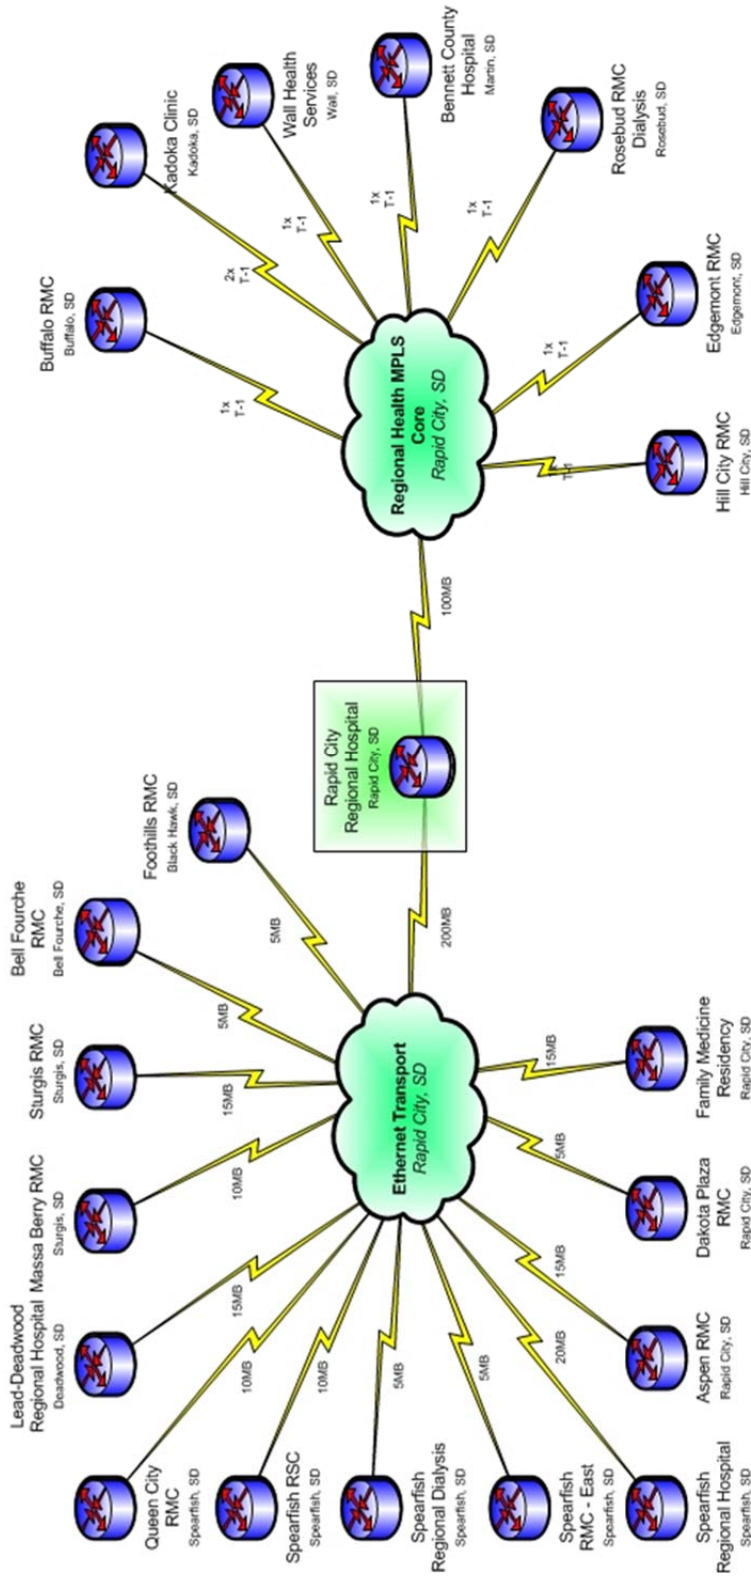 Lead-Deadwood
Regional Hospital
Deadwood, SD
Massa Berry RMC
Sturgis, SD
Sturgis RMC
Sturgis, SD
Bell Fourche
RMC
Bell Fourche, SD
Foothills RMC
Black Hawk, SD
Buffalo RMC
Buffalo, SD
Kadoka Clinic
Kadoka, SD
Queen City
RMC
Spearfish, SD
10MB
15MB
10MB
15MB
5MB
5MB
1x
T-1
2x
T-1
1x
T-1
Wall Health
Services
Wall, SD
Spearfish RSC
Spearfish, SD
10MB
Rapid City
Regional Hospital
Rapid City, SD
Regional Health MPLS
Core
Rapid City, SD
1x
T-1
Bennett County
Hospital
Martin, SD
Spearfish
Regional Dialysis
Spearfish, SD
5MB
Ethernet Transport
Rapid City, SD
200MB
100MB
1x
T-1
Rosebud RMC
Dialysis
Rosebud, SD
Spearfish
RMC - East
Spearfish, SD
5MB
20MB
15MB
5MB
15MB
T-1
1x
T-1
Spearfish
Regional Hospital
Spearfish, SD
Aspen RMC
Rapid City, SD
Dakota Plaza
RMC
Rapid City, SD
Family Medicine
Residency
Rapid City, SD
Hill City RMC
Hill City, SD
Edgemont RMC
Edgemont, SD